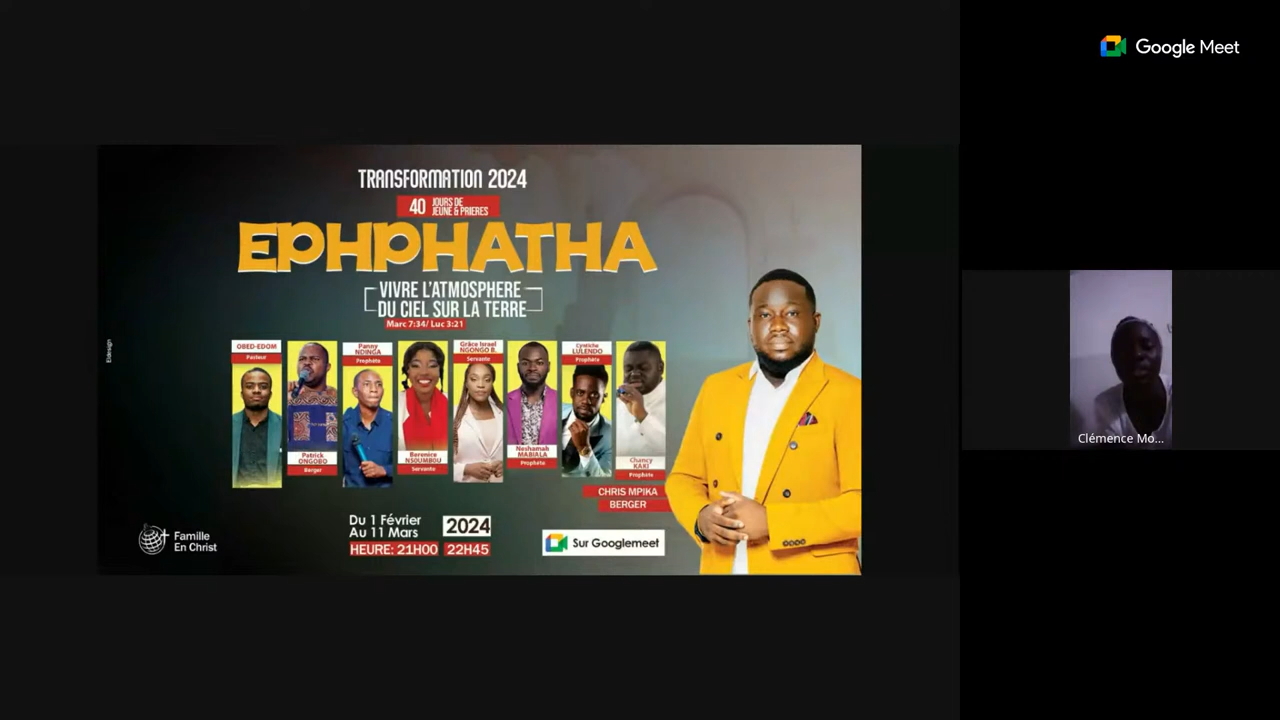 Google Meet
TRANSFORMATION 2024
40 JOURS DE
JEUNE & PRIERES
EPHPHATHA
VIVRE L'ATMOSPHERE
DU CIEL SUR LA TERRE
Marc 7:34/ Luc 3:21
OBED-EDOM
Pasteur
Patrick
ONGOBO
Berger
Panny
NDINGA
Prophète
Berenice
NSOUMBOU
Servante
Grâce Israel
NGONGO B.
Servante
Neshamah
MABIALA
Prophète
Cyntiche
LULENDO
Prophète
Chancy
KAKI
Prophète
CHRIS MPIKA
BERGER
Famille
En Christ
Du 1 Février
Au 11 Mars
2024
HEURE: 21H00 22H45
Sur Googlemeet
Edesign
Clémence Mo...